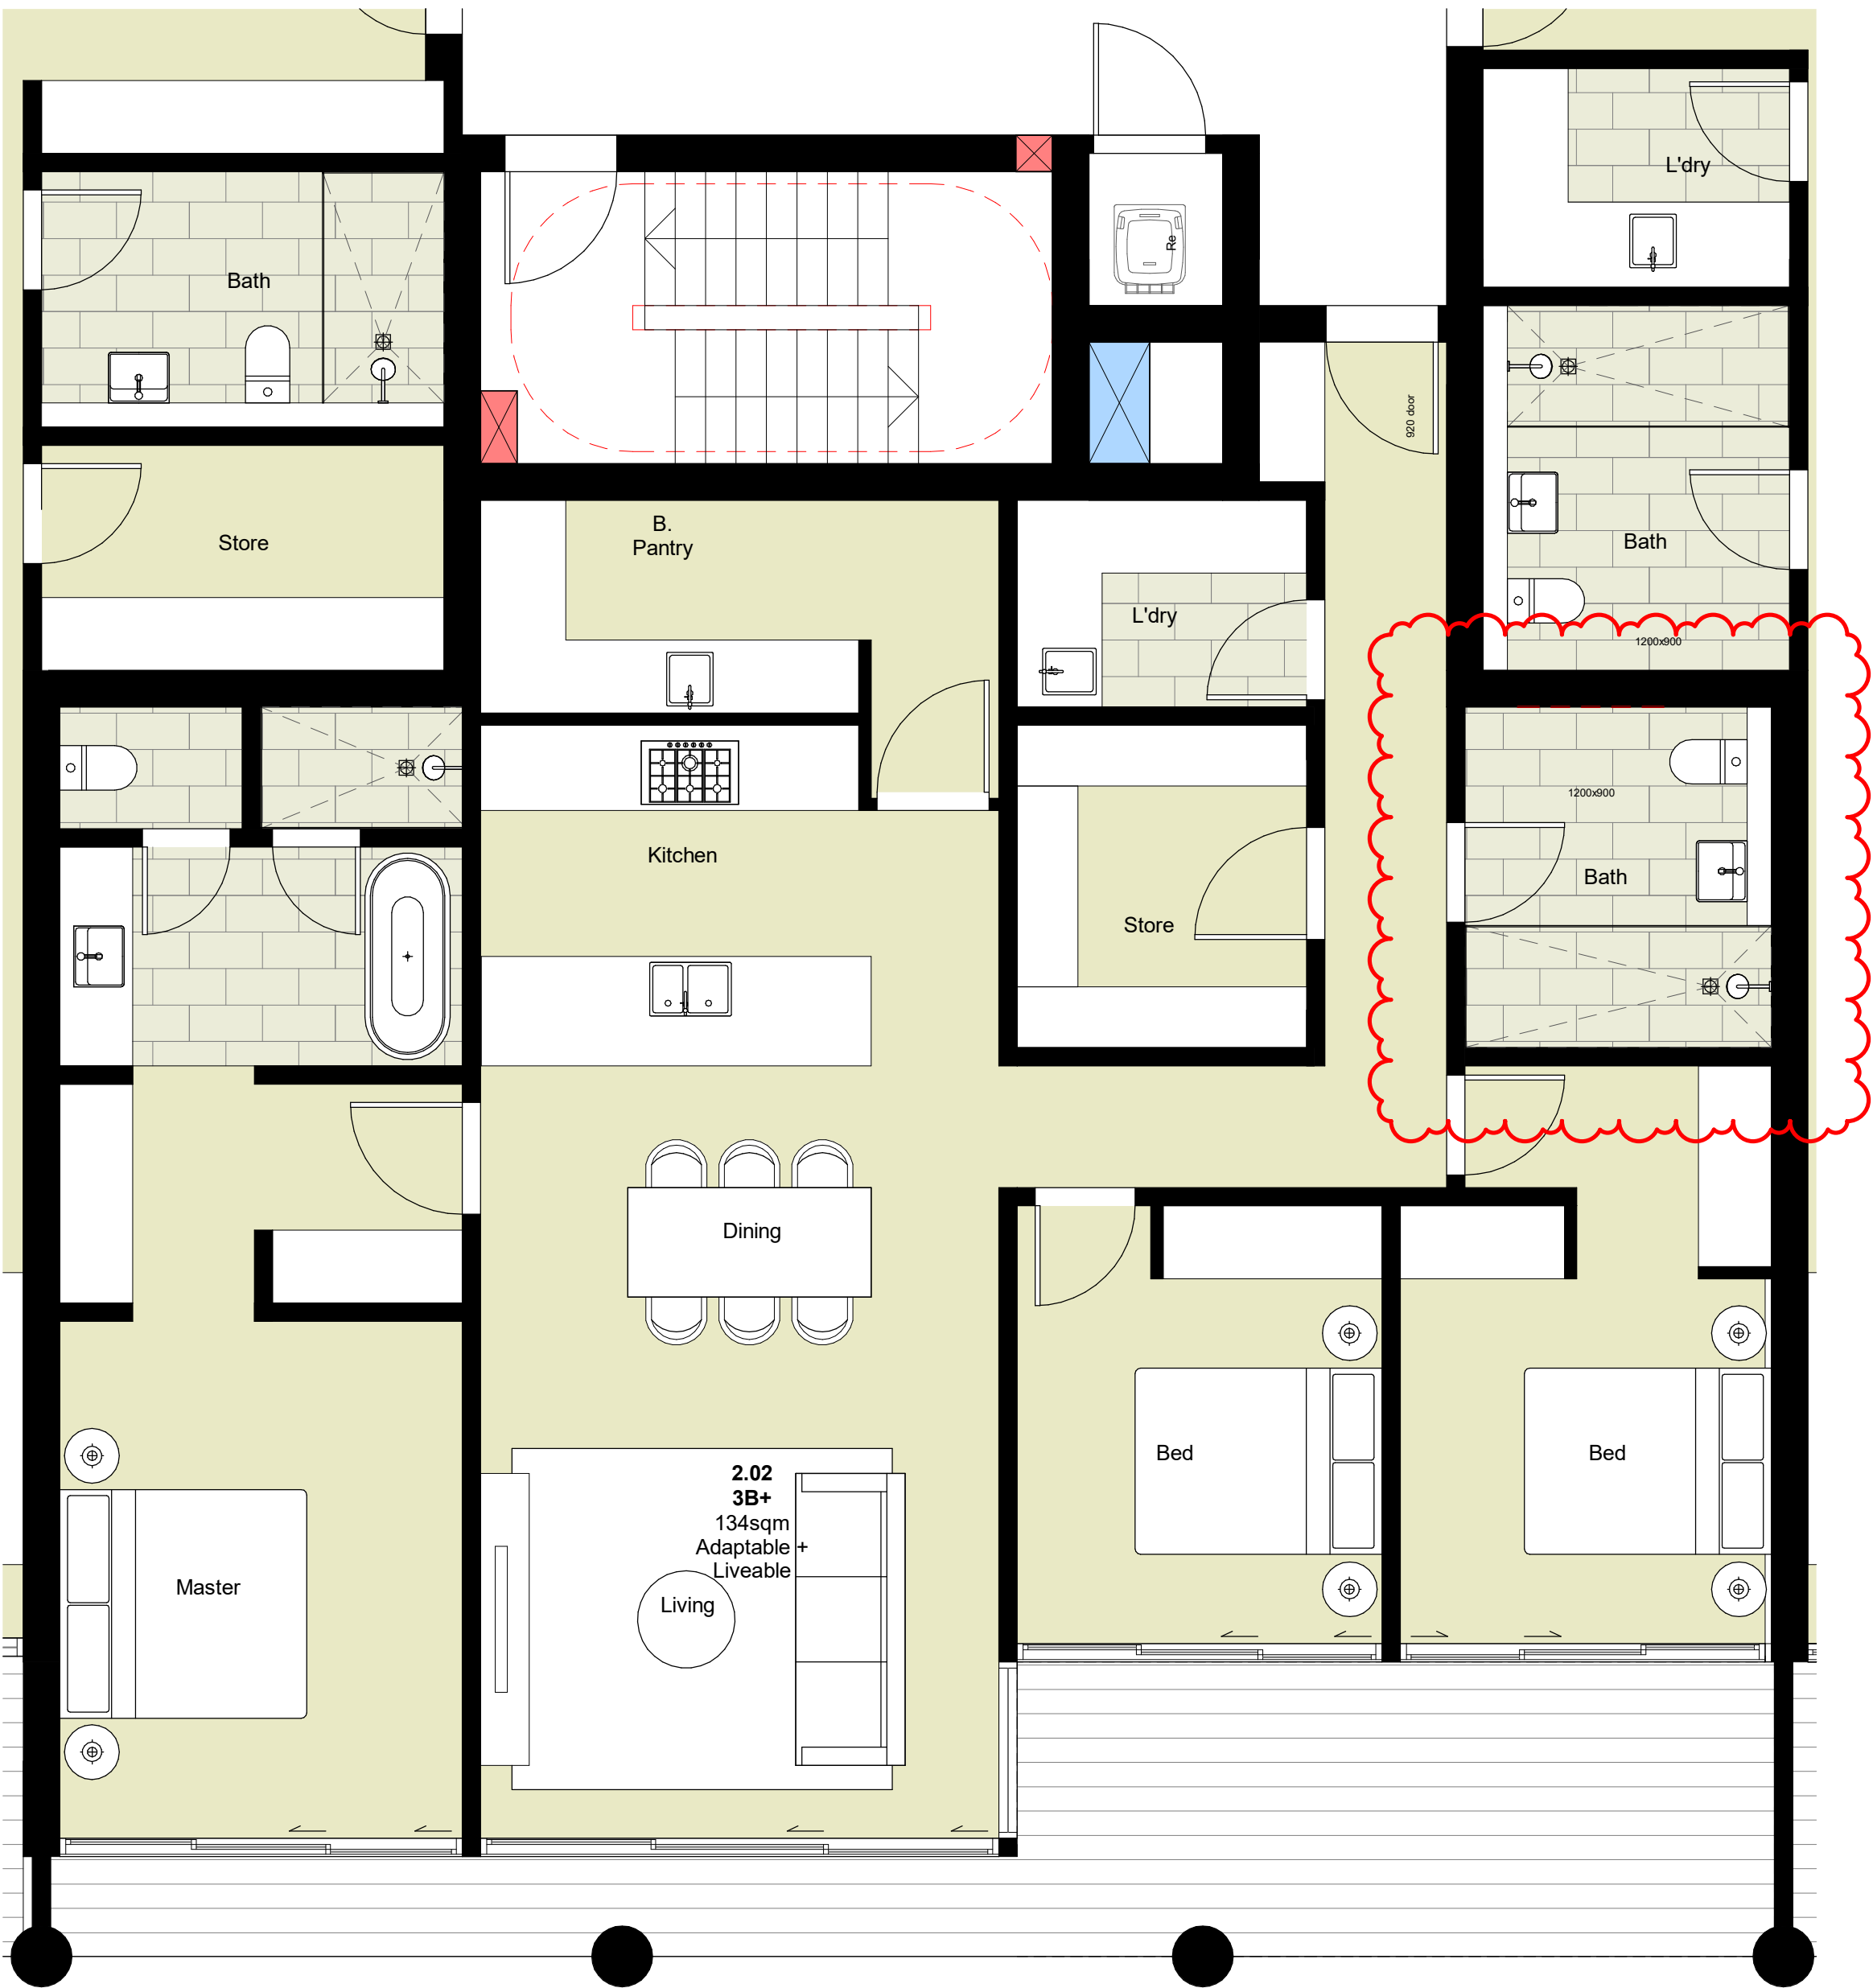 L'dry
Re
Bath
920 door
B.
Pantry
Store
Bath
L'dry
1200x900
1200x900
Kitchen
Bath
Store
Dining
Bed
Bed
2.02
3B+
134sqm
Adaptable +
Liveable
Master
Living